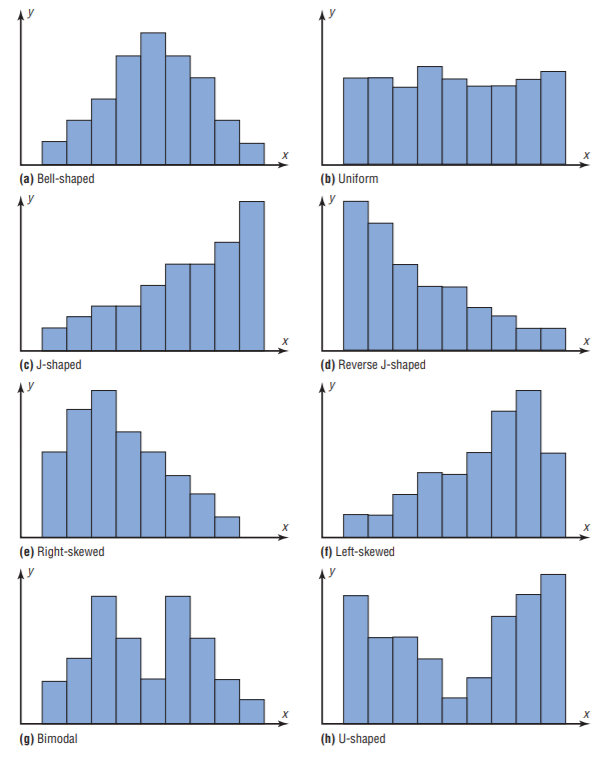 y
y
x
x
(a) Bell-shaped
(b) Uniform
y
y
x
x
(c) J-shaped
(d) Reverse J-shaped
y
y
x
x
(e) Right-skewed
(f) Left-skewed
y
y
x
x
(g) Bimodal
(h) U-shaped